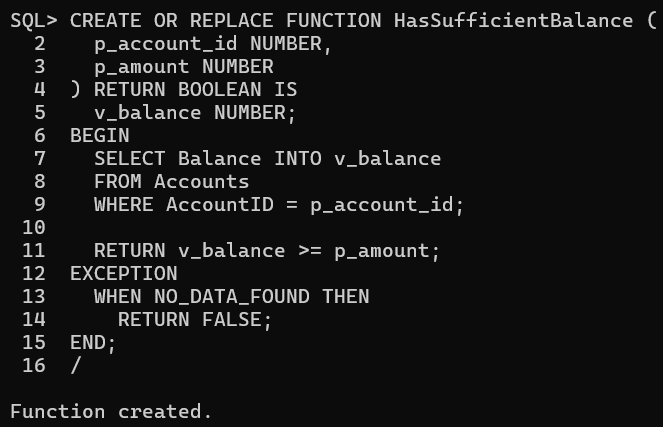 SQL> CREATE OR REPLACE FUNCTION HasSufficientBalance (
  2    p_account_id NUMBER,
  3    p_amount NUMBER
  4  ) RETURN BOOLEAN IS
  5    v_balance NUMBER;
  6  BEGIN
  7    SELECT Balance INTO v_balance
  8    FROM Accounts
  9    WHERE AccountID = p_account_id;
 10
 11    RETURN v_balance >= p_amount;
 12  EXCEPTION
 13    WHEN NO_DATA_FOUND THEN
 14      RETURN FALSE;
 15  END;
 16  /

Function created.